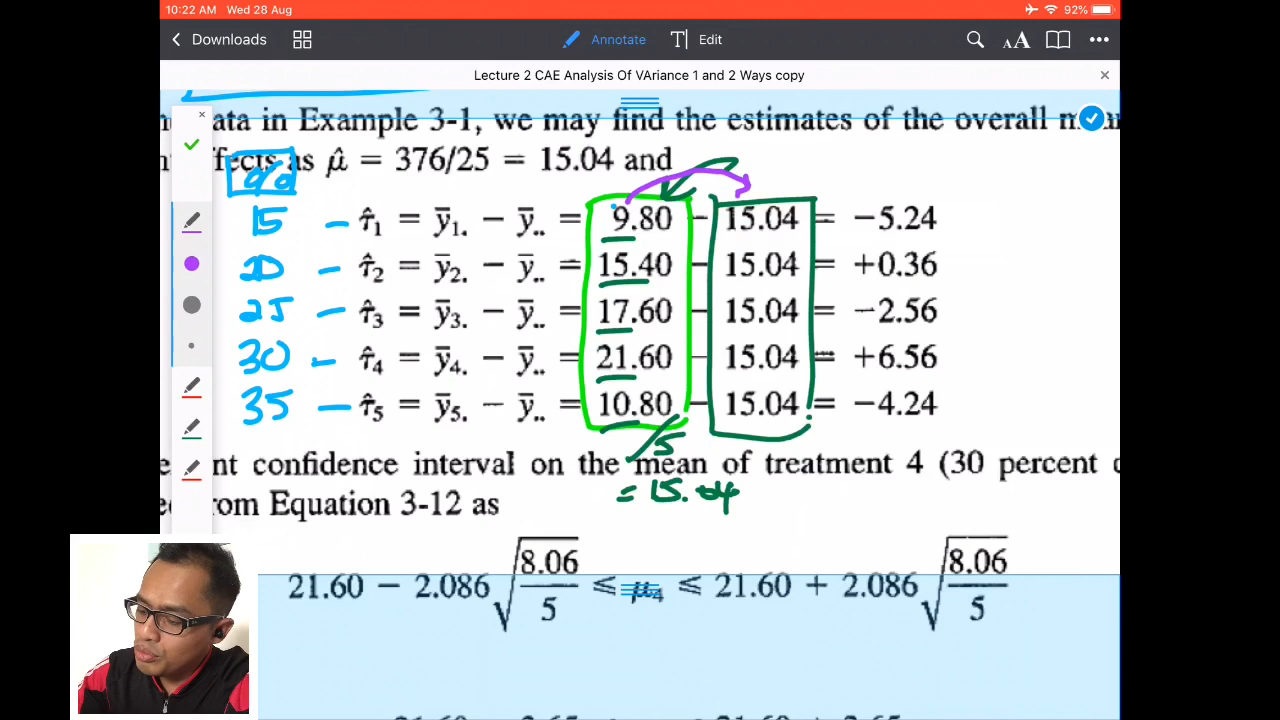 10:22 AM Wed 28 Aug 92%
Downloads Annotate T Edit AA
Lecture 2 CAE Analysis Of VAriance 1 and 2 Ways copy
ata in Example 3-1, we may find the estimates of the overall
ffects as μ̂ = 376/25 = 15.04 and
15 – τ̂1 = ȳ1. − ȳ.. = 9.80 − 15.04 = −5.24
20 – τ̂2 = ȳ2. − ȳ.. = 15.40 − 15.04 = +0.36
25 – τ̂3 = ȳ3. − ȳ.. = 17.60 − 15.04 = −2.56
30 – τ̂4 = ȳ4. − ȳ.. = 21.60 − 15.04 = +6.56
35 – τ̂5 = ȳ5. − ȳ.. = 10.80 − 15.04 = −4.24
/5
nt confidence interval on the mean of treatment 4 (30 percent
= 15.04
rom Equation 3-12 as
21.60 − 2.086 √(8.06/5) ≤ μ4 ≤ 21.60 + 2.086 √(8.06/5)